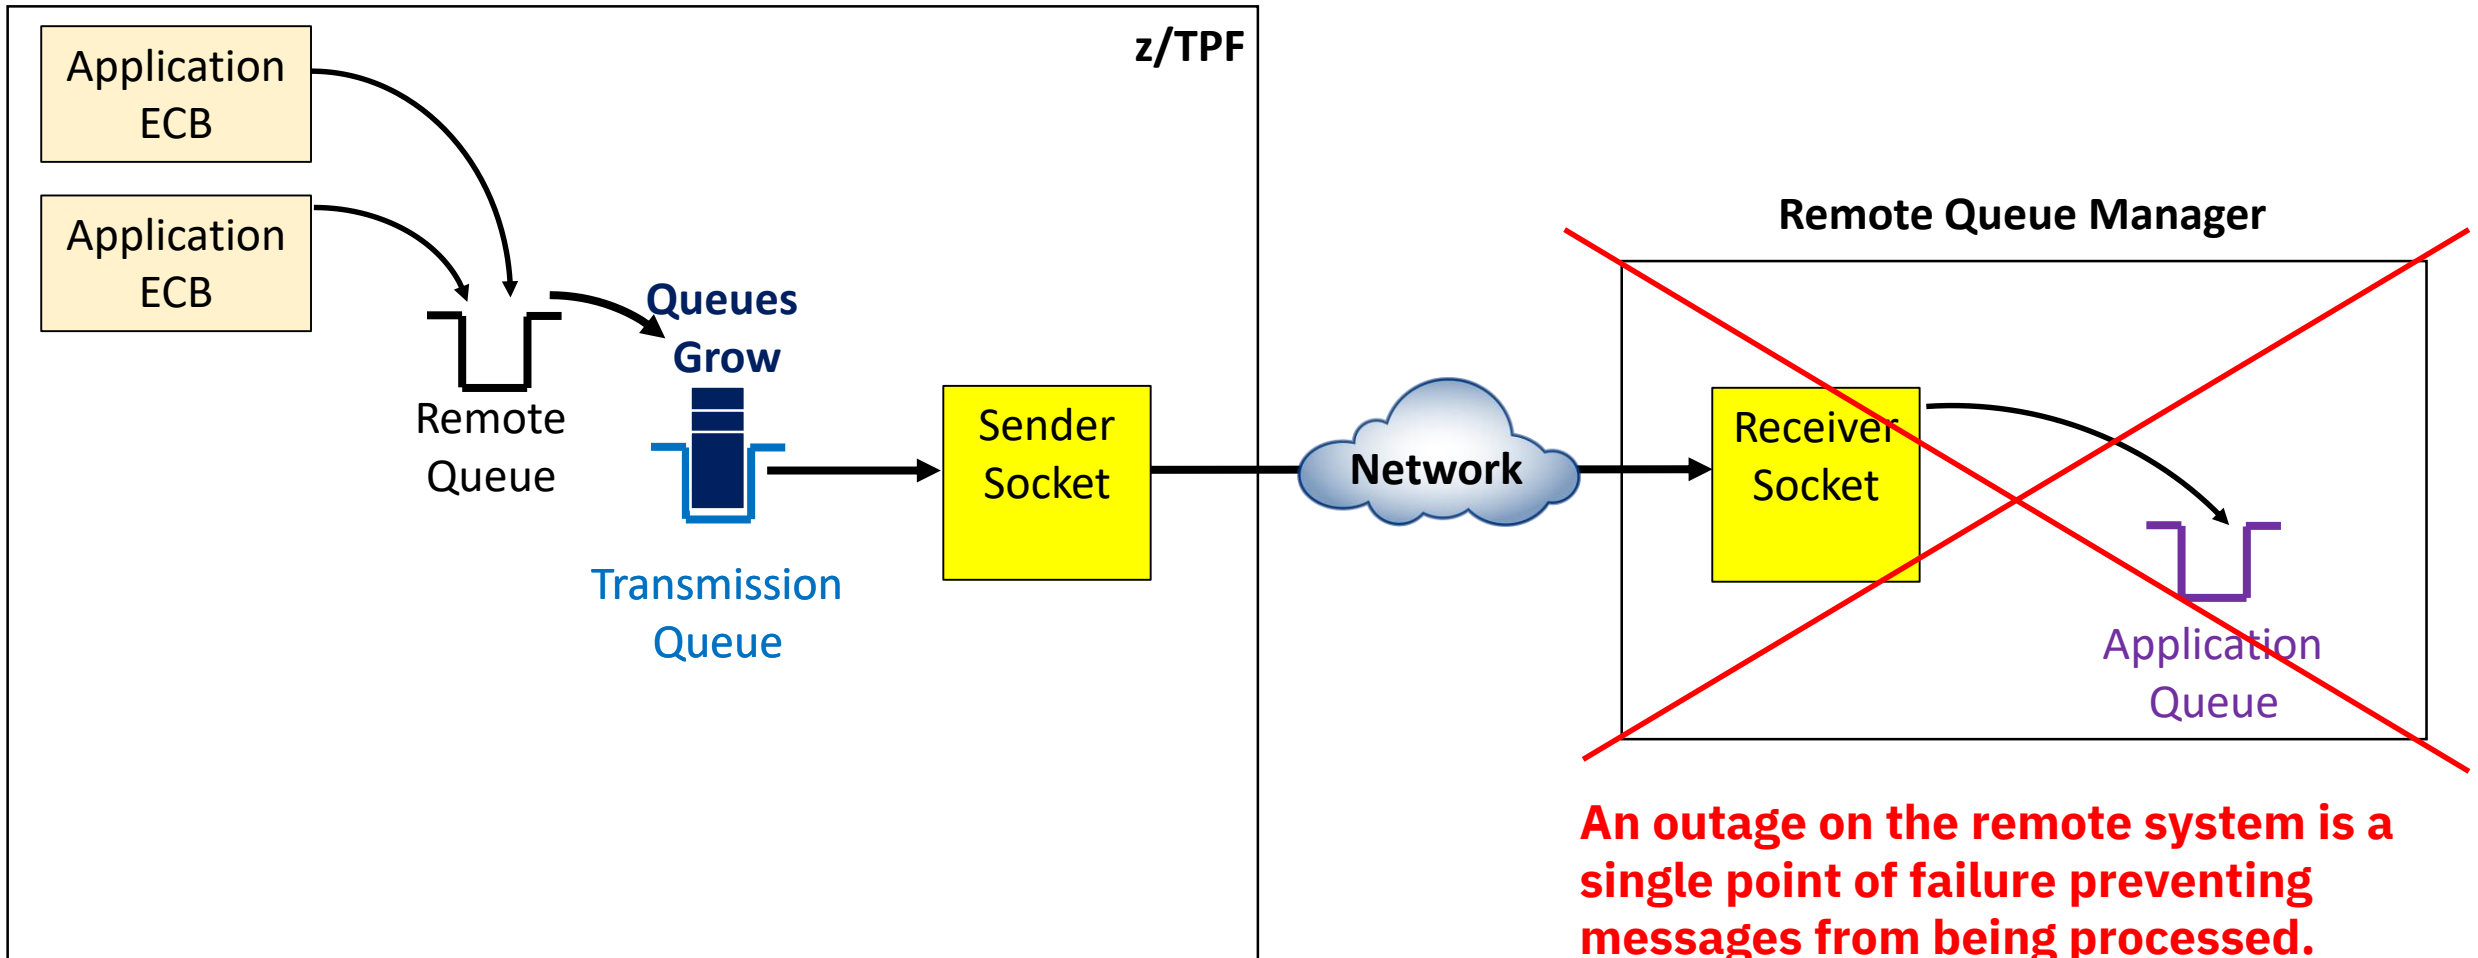 z/TPF
Application
ECB
Application
ECB
Queues
Grow
Remote
Queue
Transmission
Queue
Sender
Socket
Network
Remote Queue Manager
Receiver
Socket
Application
Queue
An outage on the remote system is a
single point of failure preventing
messages from being processed.